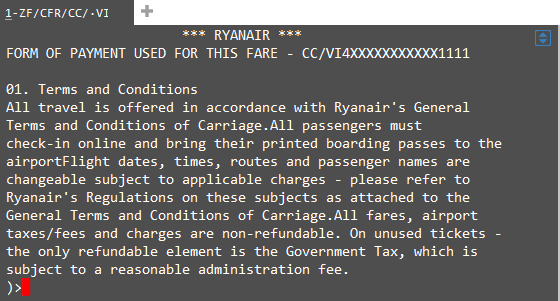 1-ZF/CFR/CC/·VI
*** RYANAIR ***
FORM OF PAYMENT USED FOR THIS FARE - CC/VI4XXXXXXXXXXX1111
01. Terms and Conditions
All travel is offered in accordance with Ryanair's General
Terms and Conditions of Carriage.All passengers must
check-in online and bring their printed boarding passes to the
airportFlight dates, times, routes and passenger names are
changeable subject to applicable charges - please refer to
Ryanair's Regulations on these subjects as attached to the
General Terms and Conditions of Carriage.All fares, airport
taxes/fees and charges are non-refundable. On unused tickets -
the only refundable element is the Government Tax, which is
subject to a reasonable administration fee.
)>